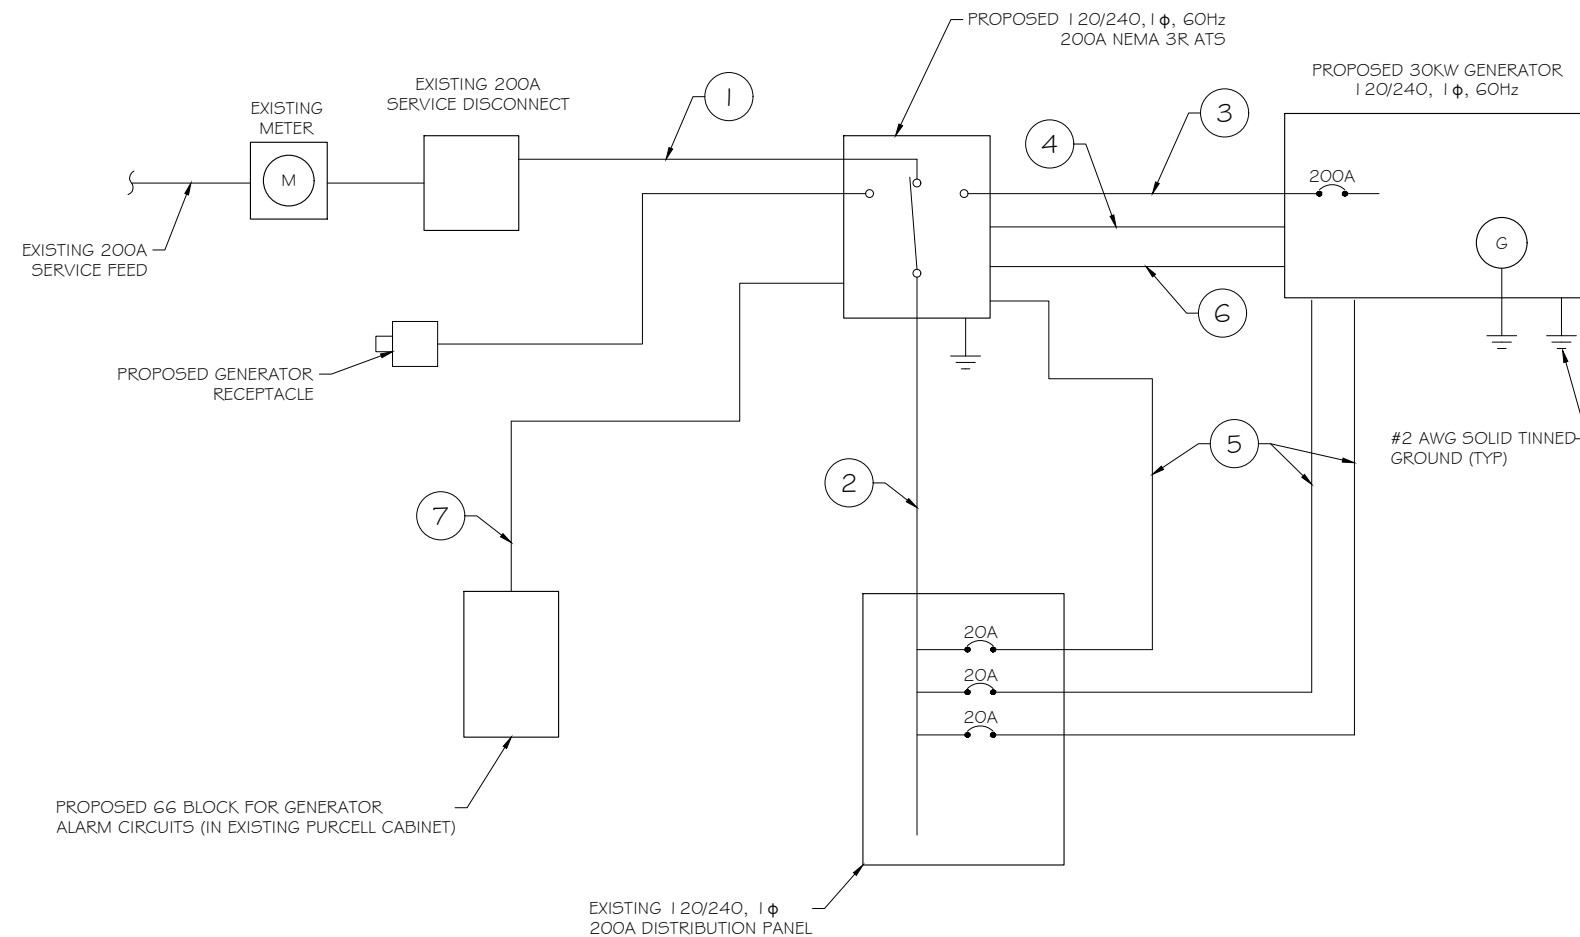 PROPOSED 120/240,1ϕ, 60Hz
200A NEMA 3R ATS
PROPOSED 30KW GENERATOR
120/240, 1ϕ, 60Hz
EXISTING 200A
SERVICE DISCONNECT
EXISTING
METER
1
3
4
M
200A
EXISTING 200A
SERVICE FEED
G
6
PROPOSED GENERATOR
RECEPTACLE
5
#2 AWG SOLID TINNED
GROUND (TYP)
2
7
20A
20A
20A
PROPOSED 66 BLOCK FOR GENERATOR
ALARM CIRCUITS (IN EXISTING PURCELL CABINET)
EXISTING 120/240, 1ϕ
200A DISTRIBUTION PANEL